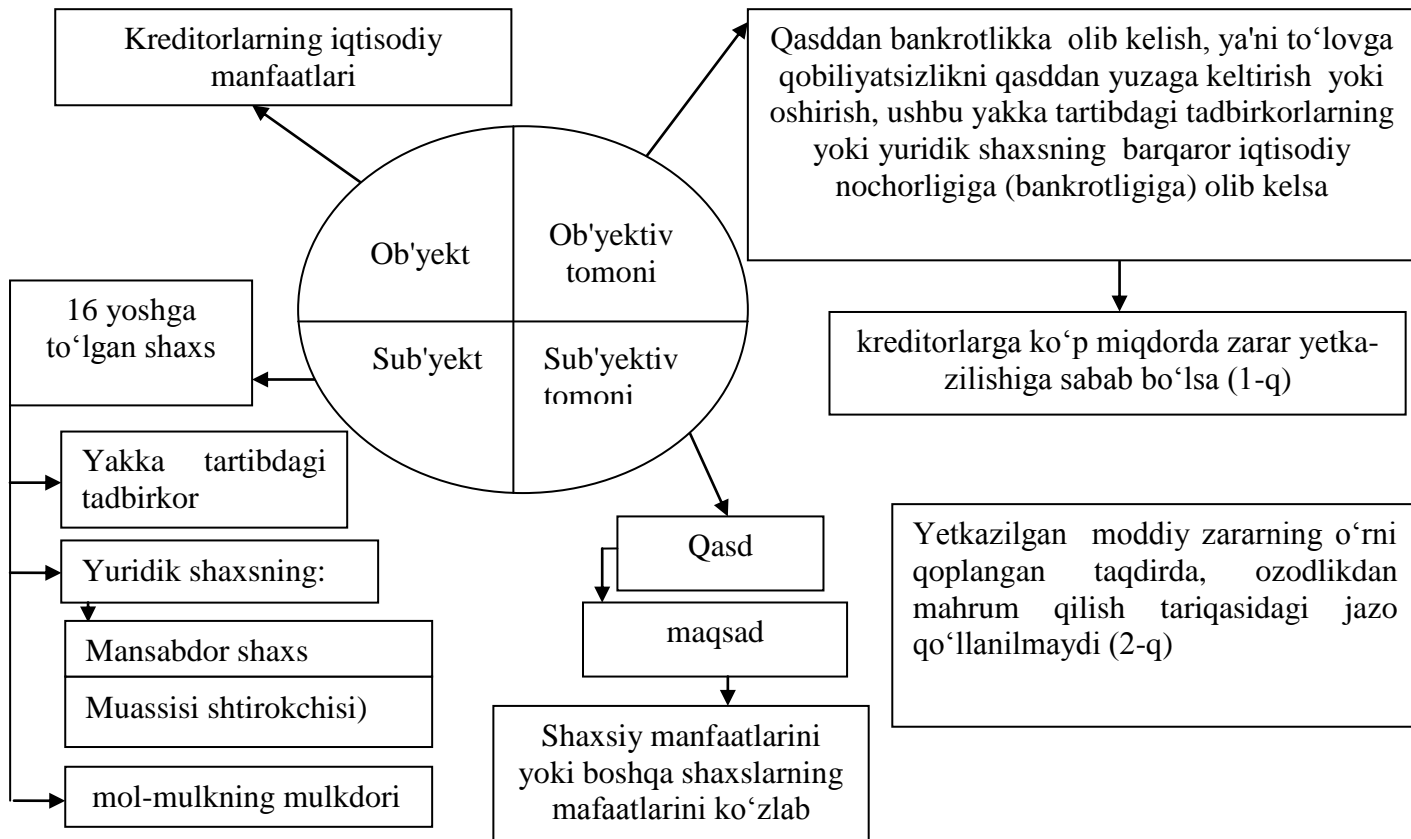 Kreditorlarning iqtisodiy
manfaatlari
Qasddan bankrotlikka olib kelish, ya'ni to‘lovga
qobiliyatsizlikni qasddan yuzaga keltirish yoki
oshirish, ushbu yakka tartibdagi tadbirkorlarning
yoki yuridik shaxsning barqaror iqtisodiy
nochorligiga (bankrotligiga) olib kelsa
Ob'yekt
Ob'yektiv
tomoni
Sub'yekt
Sub'yektiv
tomoni
kreditorlarga ko‘p miqdorda zarar yetka-
zilishiga sabab bo‘lsa (1-q)
16 yoshga
to‘lgan shaxs
Yakka tartibdagi
tadbirkor
Yuridik shaxsning:
Mansabdor shaxs
Muassisi shtirokchisi)
mol-mulkning mulkdori
Qasd
maqsad
Shaxsiy manfaatlarini
yoki boshqa shaxslarning
mafaatlarini ko‘zlab
Yetkazilgan moddiy zararning o‘rni
qoplangan taqdirda, ozodlikdan
mahrum qilish tariqasidagi jazo
qo‘llanilmaydi (2-q)